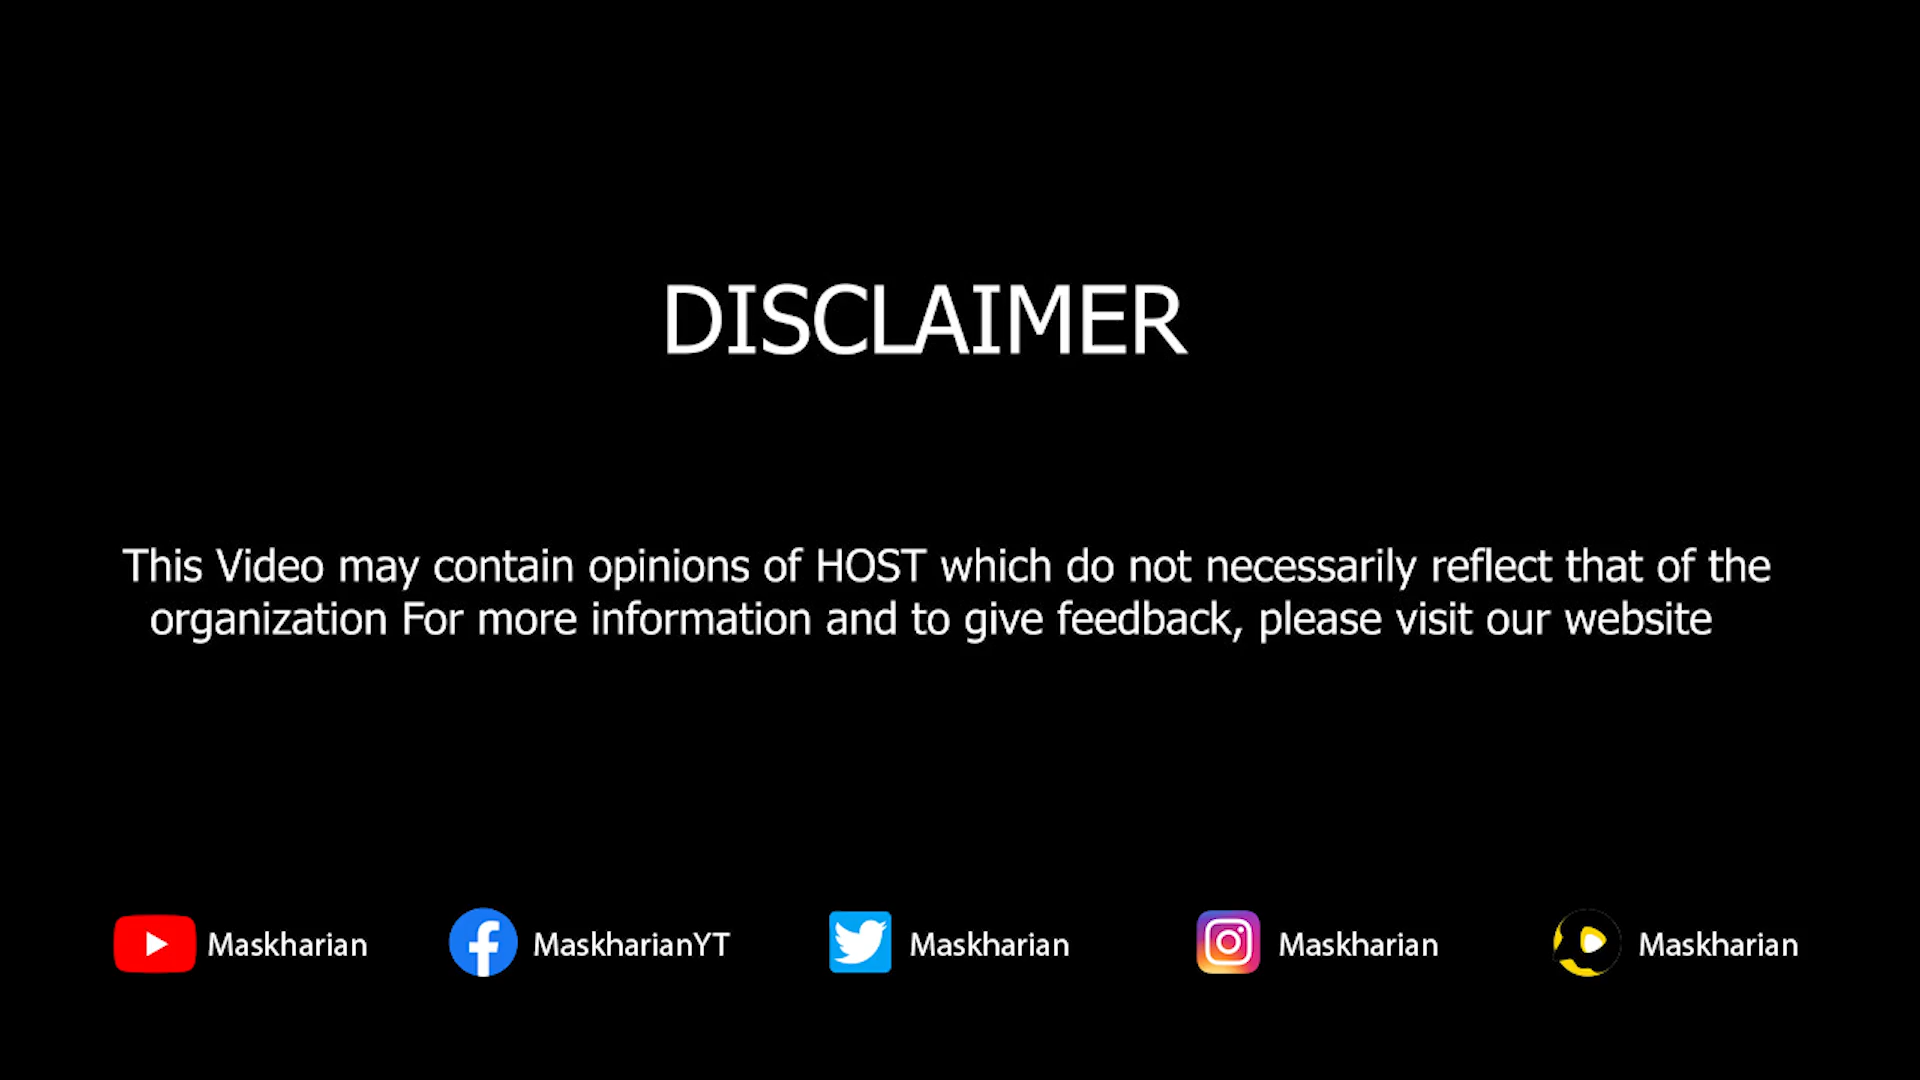 DISCLAIMER
This Video may contain opinions of HOST which do not necessarily reflect that of the
organization For more information and to give feedback, please visit our website
Maskharian
MaskharianYT
Maskharian
Maskharian
Maskharian